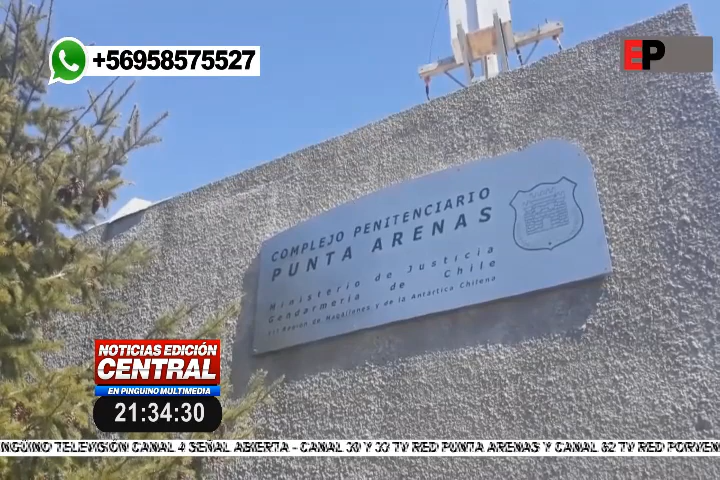 +56958575527
EP
COMPLEJO PENITENCIARIO
PUNTA ARENAS
Ministerio de Justicia
Gendarmería de Chile
XII Región de Magallanes y de la Antártica Chilena
NOTICIAS EDICIÓN
CENTRAL
EN PINGUINO MULTIMEDIA
21:34:30
NGÜINO TELEVISIÓN CANAL 4 SEÑAL ABIERTA - CANAL 30 Y 33 TV RED PUNTA ARENAS Y CANAL 62 TV RED PORVEN